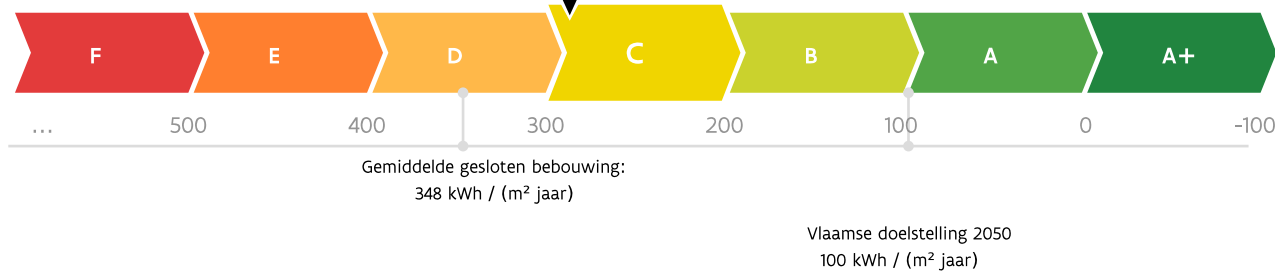 F E D C B A A+
... 500 400 300 200 100 0 -100
Gemiddelde gesloten bebouwing:
348 kWh / (m² jaar)
Vlaamse doelstelling 2050
100 kWh / (m² jaar)